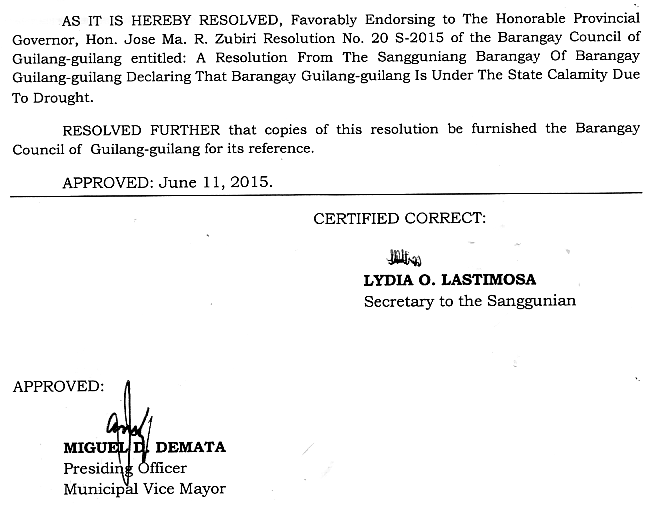 AS IT IS HEREBY RESOLVED, Favorably Endorsing to The Honorable Provincial
Governor, Hon. Jose Ma. R. Zubiri Resolution No. 20 S-2015 of the Barangay Council of
Guilang-guilang entitled: A Resolution From The Sangguniang Barangay Of Barangay
Guilang-guilang Declaring That Barangay Guilang-guilang Is Under The State Calamity Due
To Drought.
RESOLVED FURTHER that copies of this resolution be furnished the Barangay
Council of Guilang-guilang for its reference.
APPROVED: June 11, 2015.
CERTIFIED CORRECT:
LYDIA O. LASTIMOSA
Secretary to the Sanggunian
APPROVED:
MIGUEL D. DEMATA
Presiding Officer
Municipal Vice Mayor